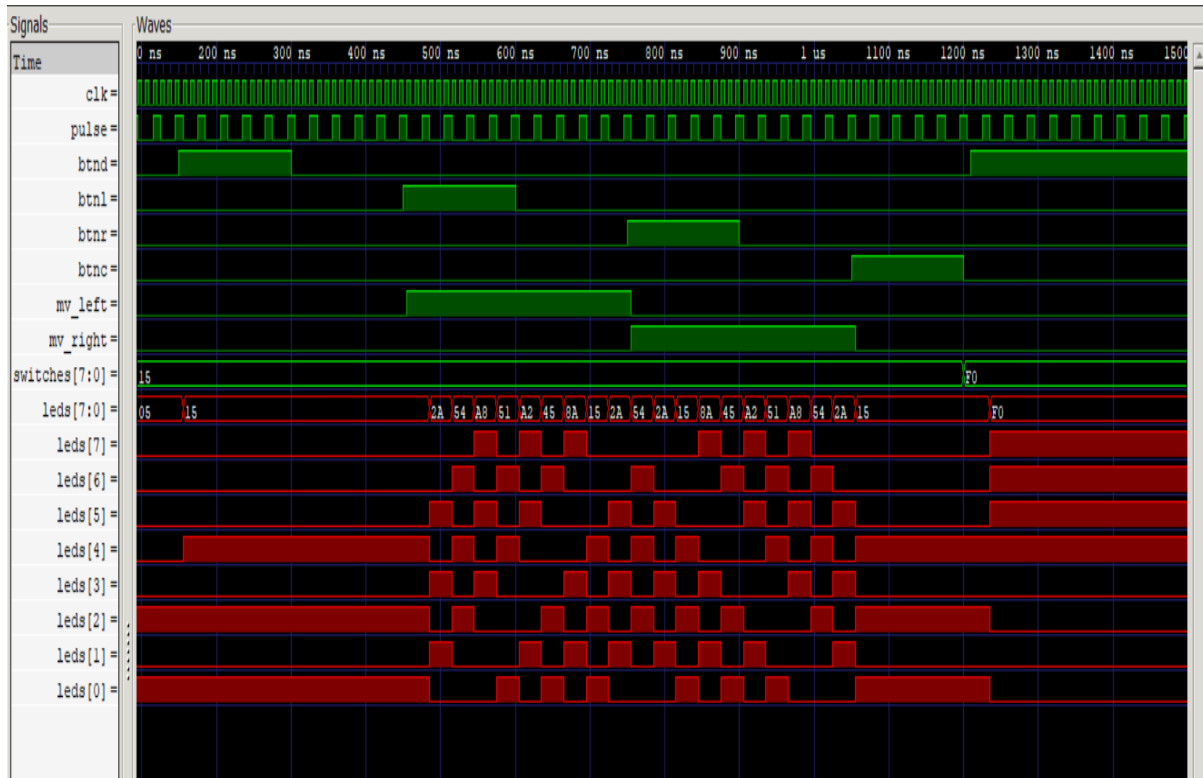 Signals
Waves
Time
0 ns 200 ns 300 ns 400 ns 500 ns 600 ns 700 ns 800 ns 900 ns 1 us 1100 ns 1200 ns 1300 ns 1400 ns 1500
clk=
pulse=
btnd=
btnl=
btnr=
btnc=
mv_left=
mv_right=
switches[7:0] = 15 F0
leds[7:0]= 05 15 2A 54 A8 51 A2 45 8A 15 2A 54 2A 15 8A 45 A2 51 A8 54 2A 15 F0
leds[7] =
leds[6] =
leds[5] =
leds[4] =
leds[3] =
leds[2] =
leds[1] =
leds[0] =